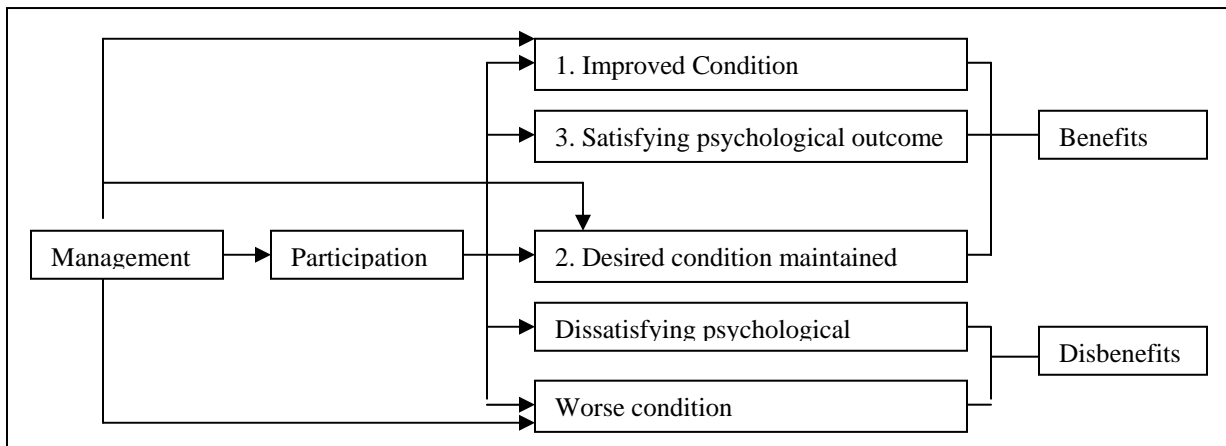 1. Improved Condition
3. Satisfying psychological outcome
Benefits
Management
Participation
2. Desired condition maintained
Dissatisfying psychological
Disbenefits
Worse condition